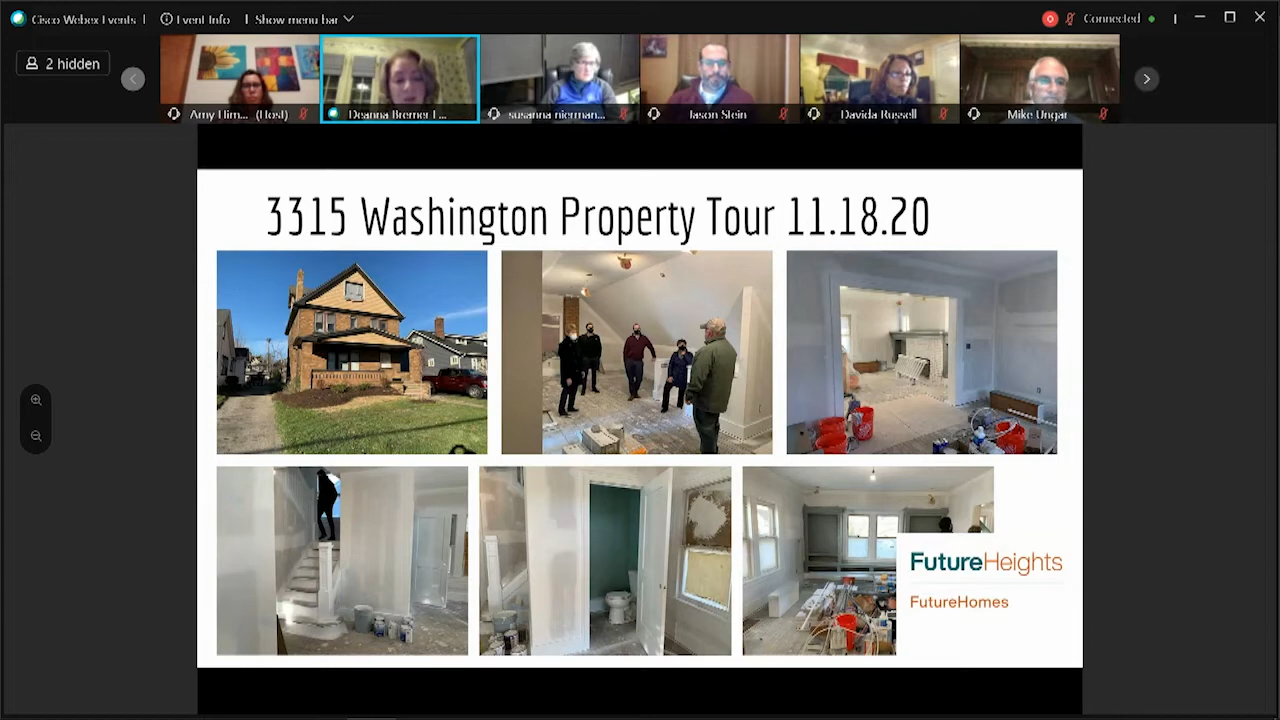 Cisco Webex Events
Event Info
Show menu bar
Connected
2 hidden
Amy Him... (Host)
Deanna Bremer F...
susanna nierman...
Jason Stein
Davida Russell
Mike Ungar
3315 Washington Property Tour 11.18.20
FutureHeights
FutureHomes